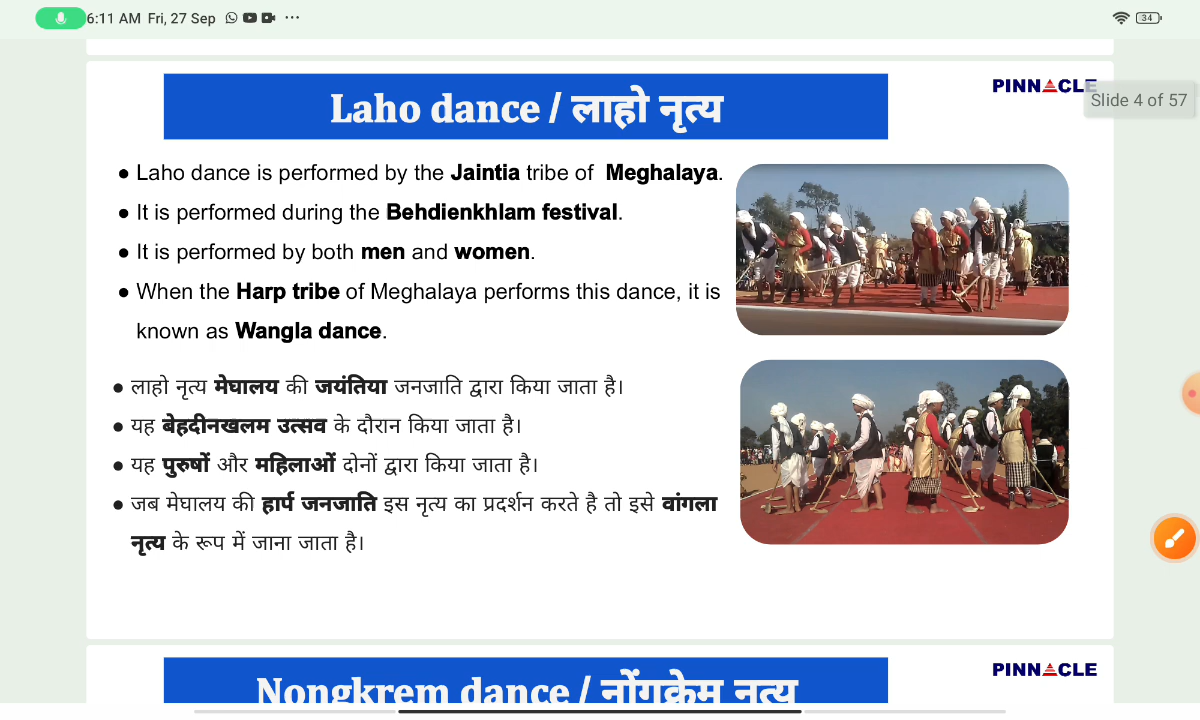 6:11 AM Fri, 27 Sep
34
Laho dance / लाहो नृत्य
PINNACLE
Slide 4 of 57
● Laho dance is performed by the Jaintia tribe of Meghalaya.
● It is performed during the Behdienkhlam festival.
● It is performed by both men and women.
● When the Harp tribe of Meghalaya performs this dance, it is
known as Wangla dance.
● लाहो नृत्य मेघालय की जयंतिया जनजाति द्वारा किया जाता है।
● यह बेहदीनखलम उत्सव के दौरान किया जाता है।
● यह पुरुषों और महिलाओं दोनों द्वारा किया जाता है।
● जब मेघालय की हार्प जनजाति इस नृत्य का प्रदर्शन करते है तो इसे वांगला
नृत्य के रूप में जाना जाता है।
Nongkrem dance / नोंगक्रेम नृत्य
PINNACLE